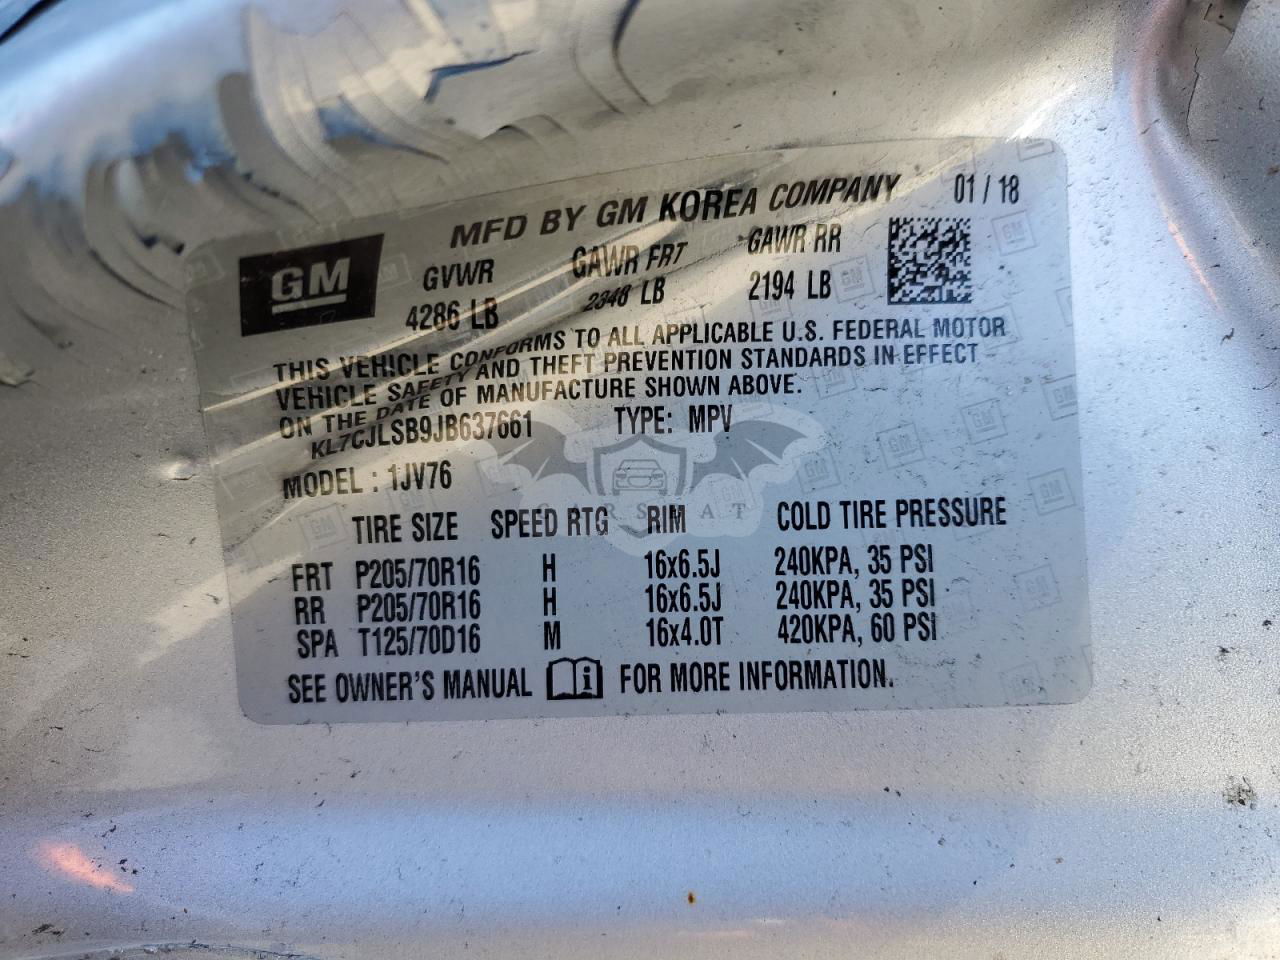 MFD BY GM KOREA COMPANY 01 / 18
GM
GVWR GAWR FRT GAWR RR
4286 LB 2348 LB 2194 LB
THIS VEHICLE CONFORMS TO ALL APPLICABLE U.S. FEDERAL MOTOR
VEHICLE SAFETY AND THEFT PREVENTION STANDARDS IN EFFECT
ON THE DATE OF MANUFACTURE SHOWN ABOVE.
KL7CJLSB9JB637661 TYPE: MPV
MODEL : 1JV76
TIRE SIZE SPEED RTG RIM COLD TIRE PRESSURE
FRT P205/70R16 H 16x6.5J 240KPA, 35 PSI
RR P205/70R16 H 16x6.5J 240KPA, 35 PSI
SPA T125/70D16 M 16x4.0T 420KPA, 60 PSI
SEE OWNER'S MANUAL FOR MORE INFORMATION.